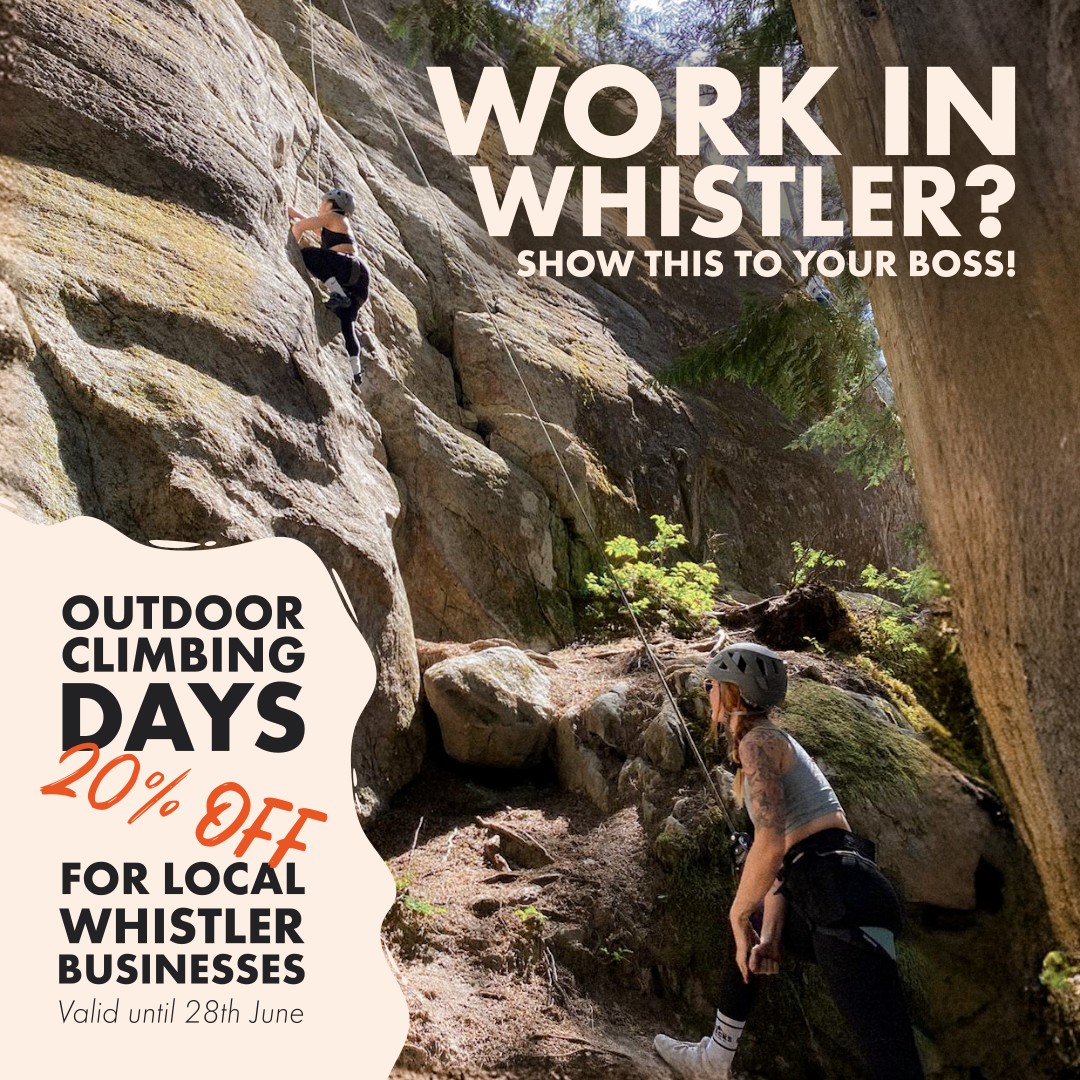 WORK IN
WHISTLER?
SHOW THIS TO YOUR BOSS!
OUTDOOR
CLIMBING
DAYS
20% OFF
FOR LOCAL
WHISTLER
BUSINESSES
Valid until 28th June